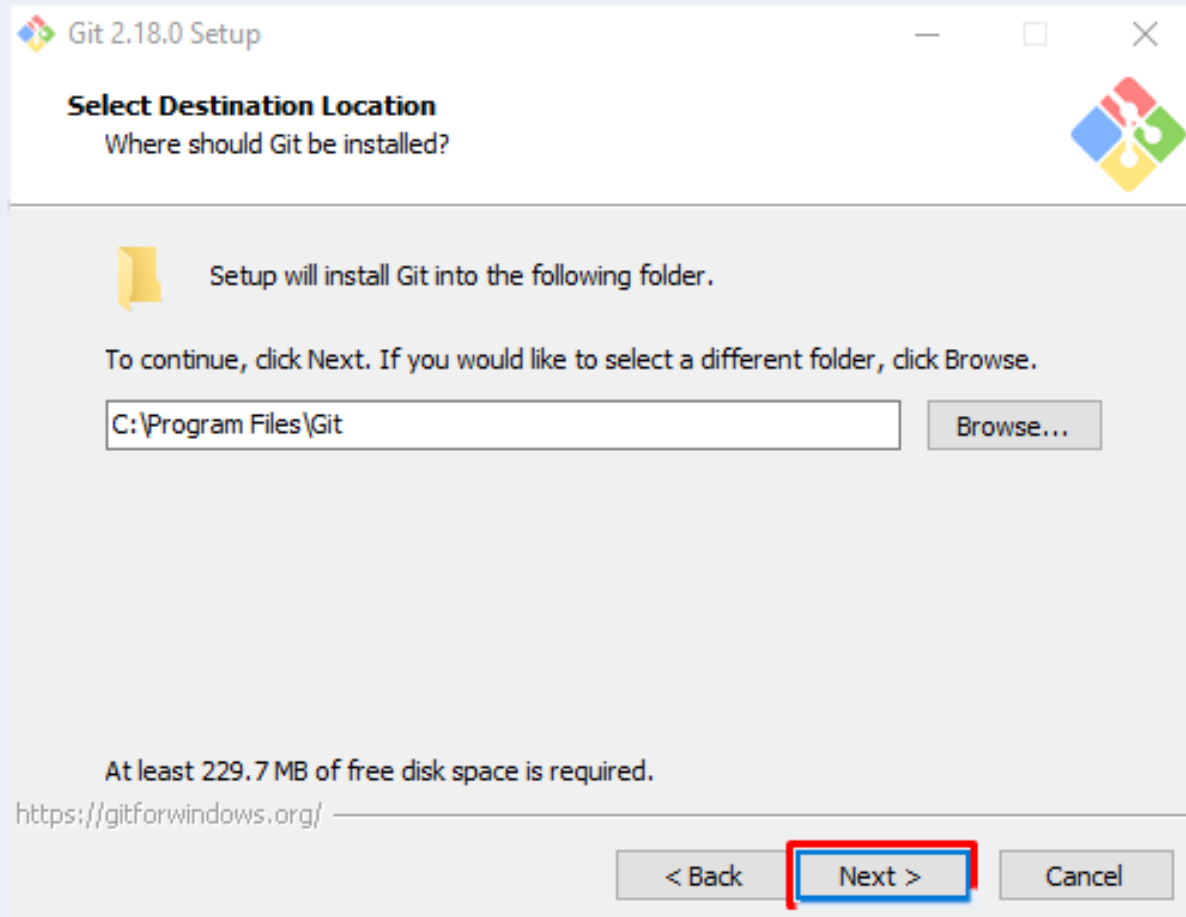 Git 2.18.0 Setup
Select Destination Location
Where should Git be installed?
Setup will install Git into the following folder.
To continue, click Next. If you would like to select a different folder, click Browse.
C:\Program Files\Git
Browse...
At least 229.7 MB of free disk space is required.
https://gitforwindows.org/
< Back
Next >
Cancel